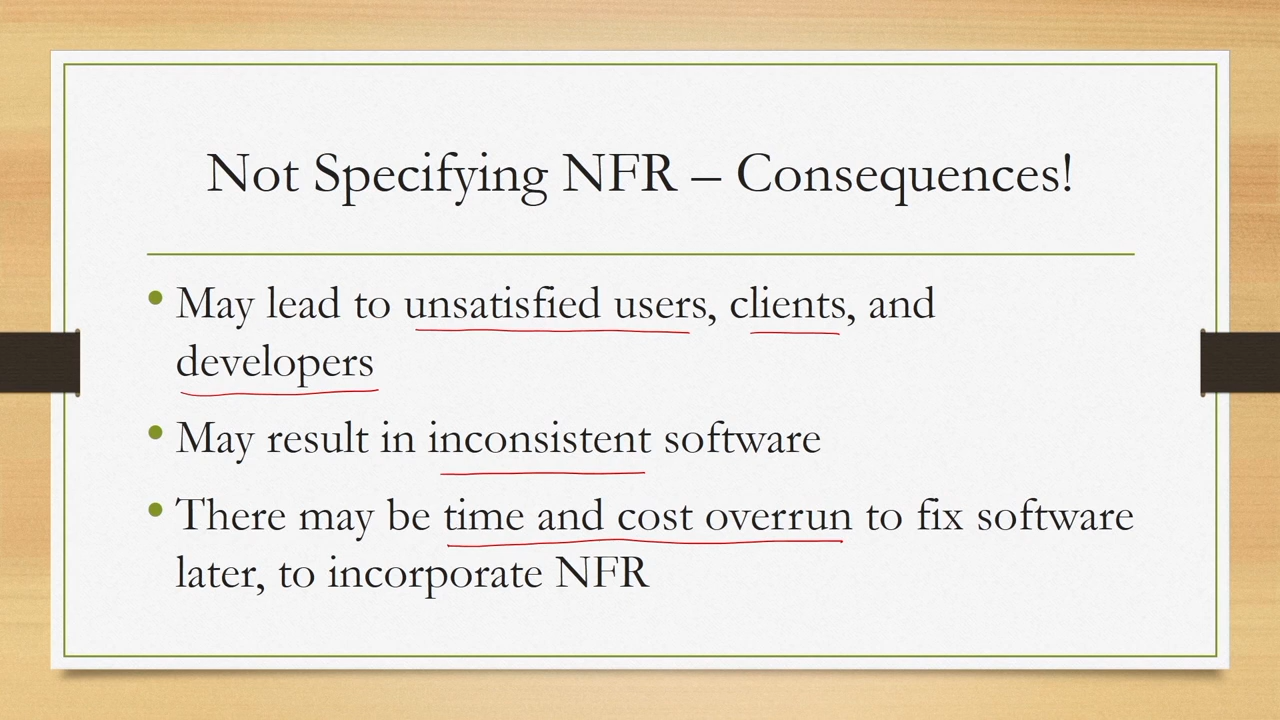 Not Specifying NFR – Consequences!
• May lead to unsatisfied users, clients, and
developers
• May result in inconsistent software
• There may be time and cost overrun to fix software
later, to incorporate NFR